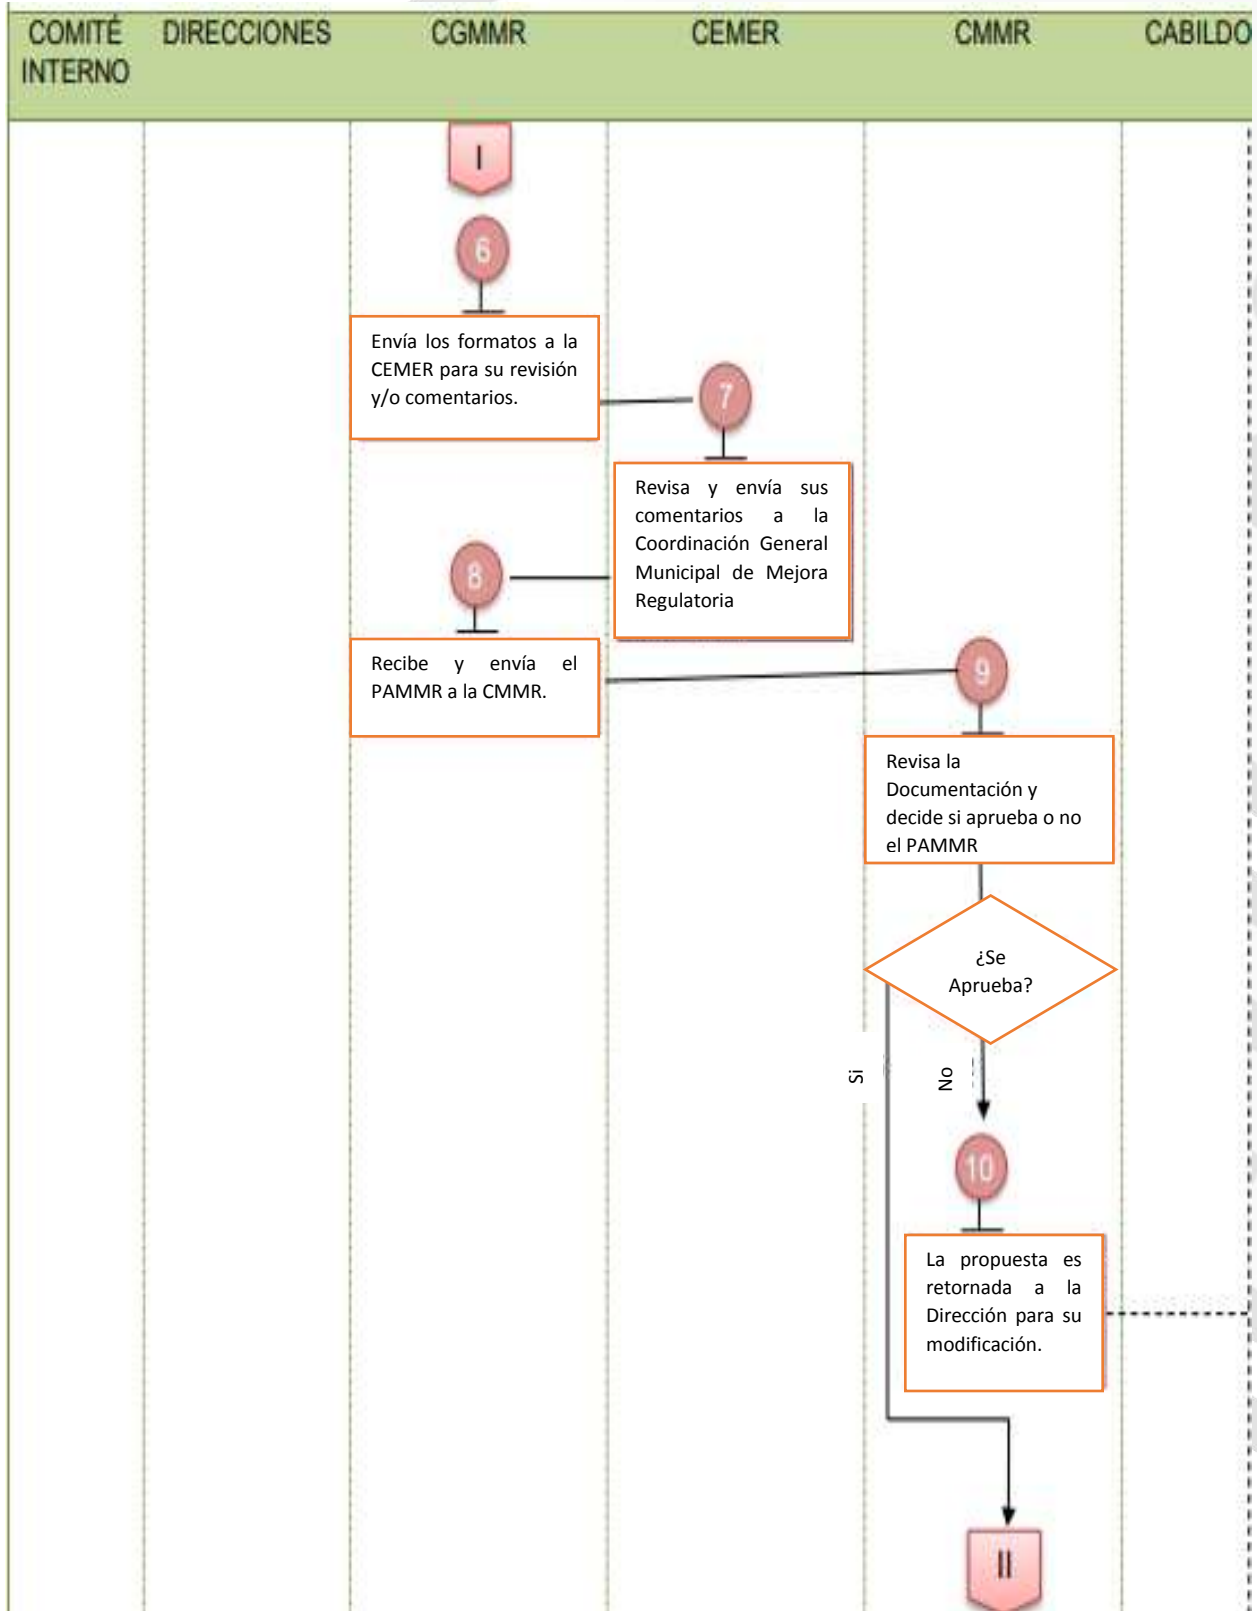 COMITÉ INTERNO
DIRECCIONES
CGMMR
CEMER
CMMR
CABILDO
I
6
Envía los formatos a la
CEMER para su revisión
y/o comentarios.
7
Revisa y envía sus
comentarios a la
Coordinación General
Municipal de Mejora
Regulatoria
8
Recibe y envía el
PAMMR a la CMMR.
9
Revisa la
Documentación y
decide si aprueba o no
el PAMMR
¿Se
Aprueba?
Si
No
10
La propuesta es
retornada a la
Dirección para su
modificación.
II